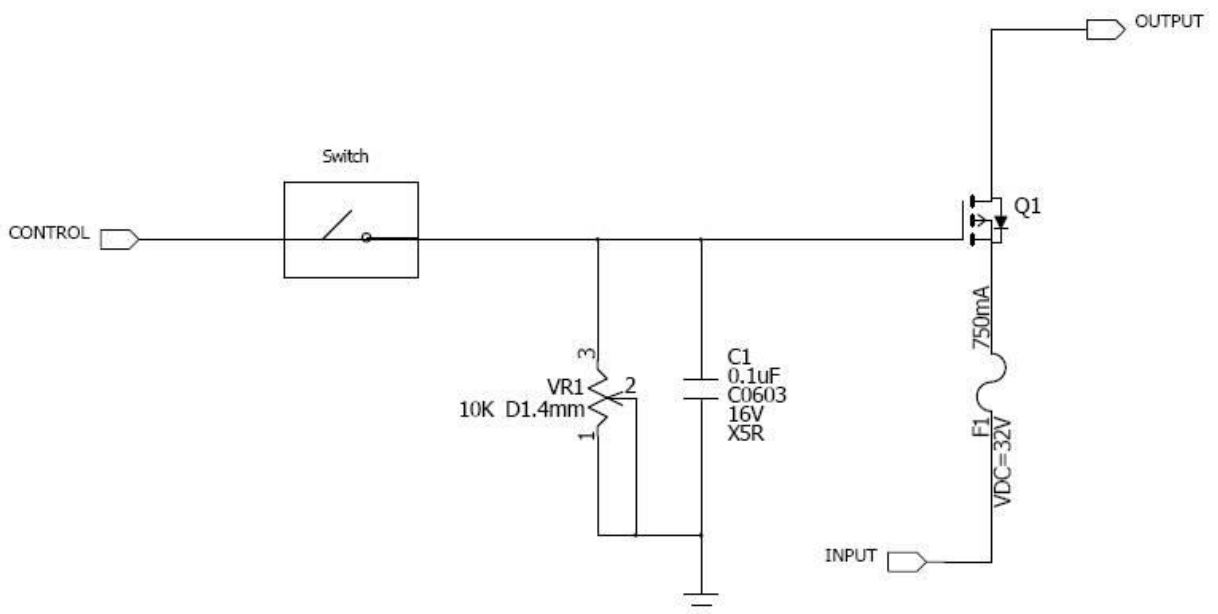 OUTPUT
Switch
CONTROL
Q1
750mA
3
VR1
2
10K D1.4mm
1
C1
0.1uF
C0603
16V
X5R
F1
VDC=32V
INPUT